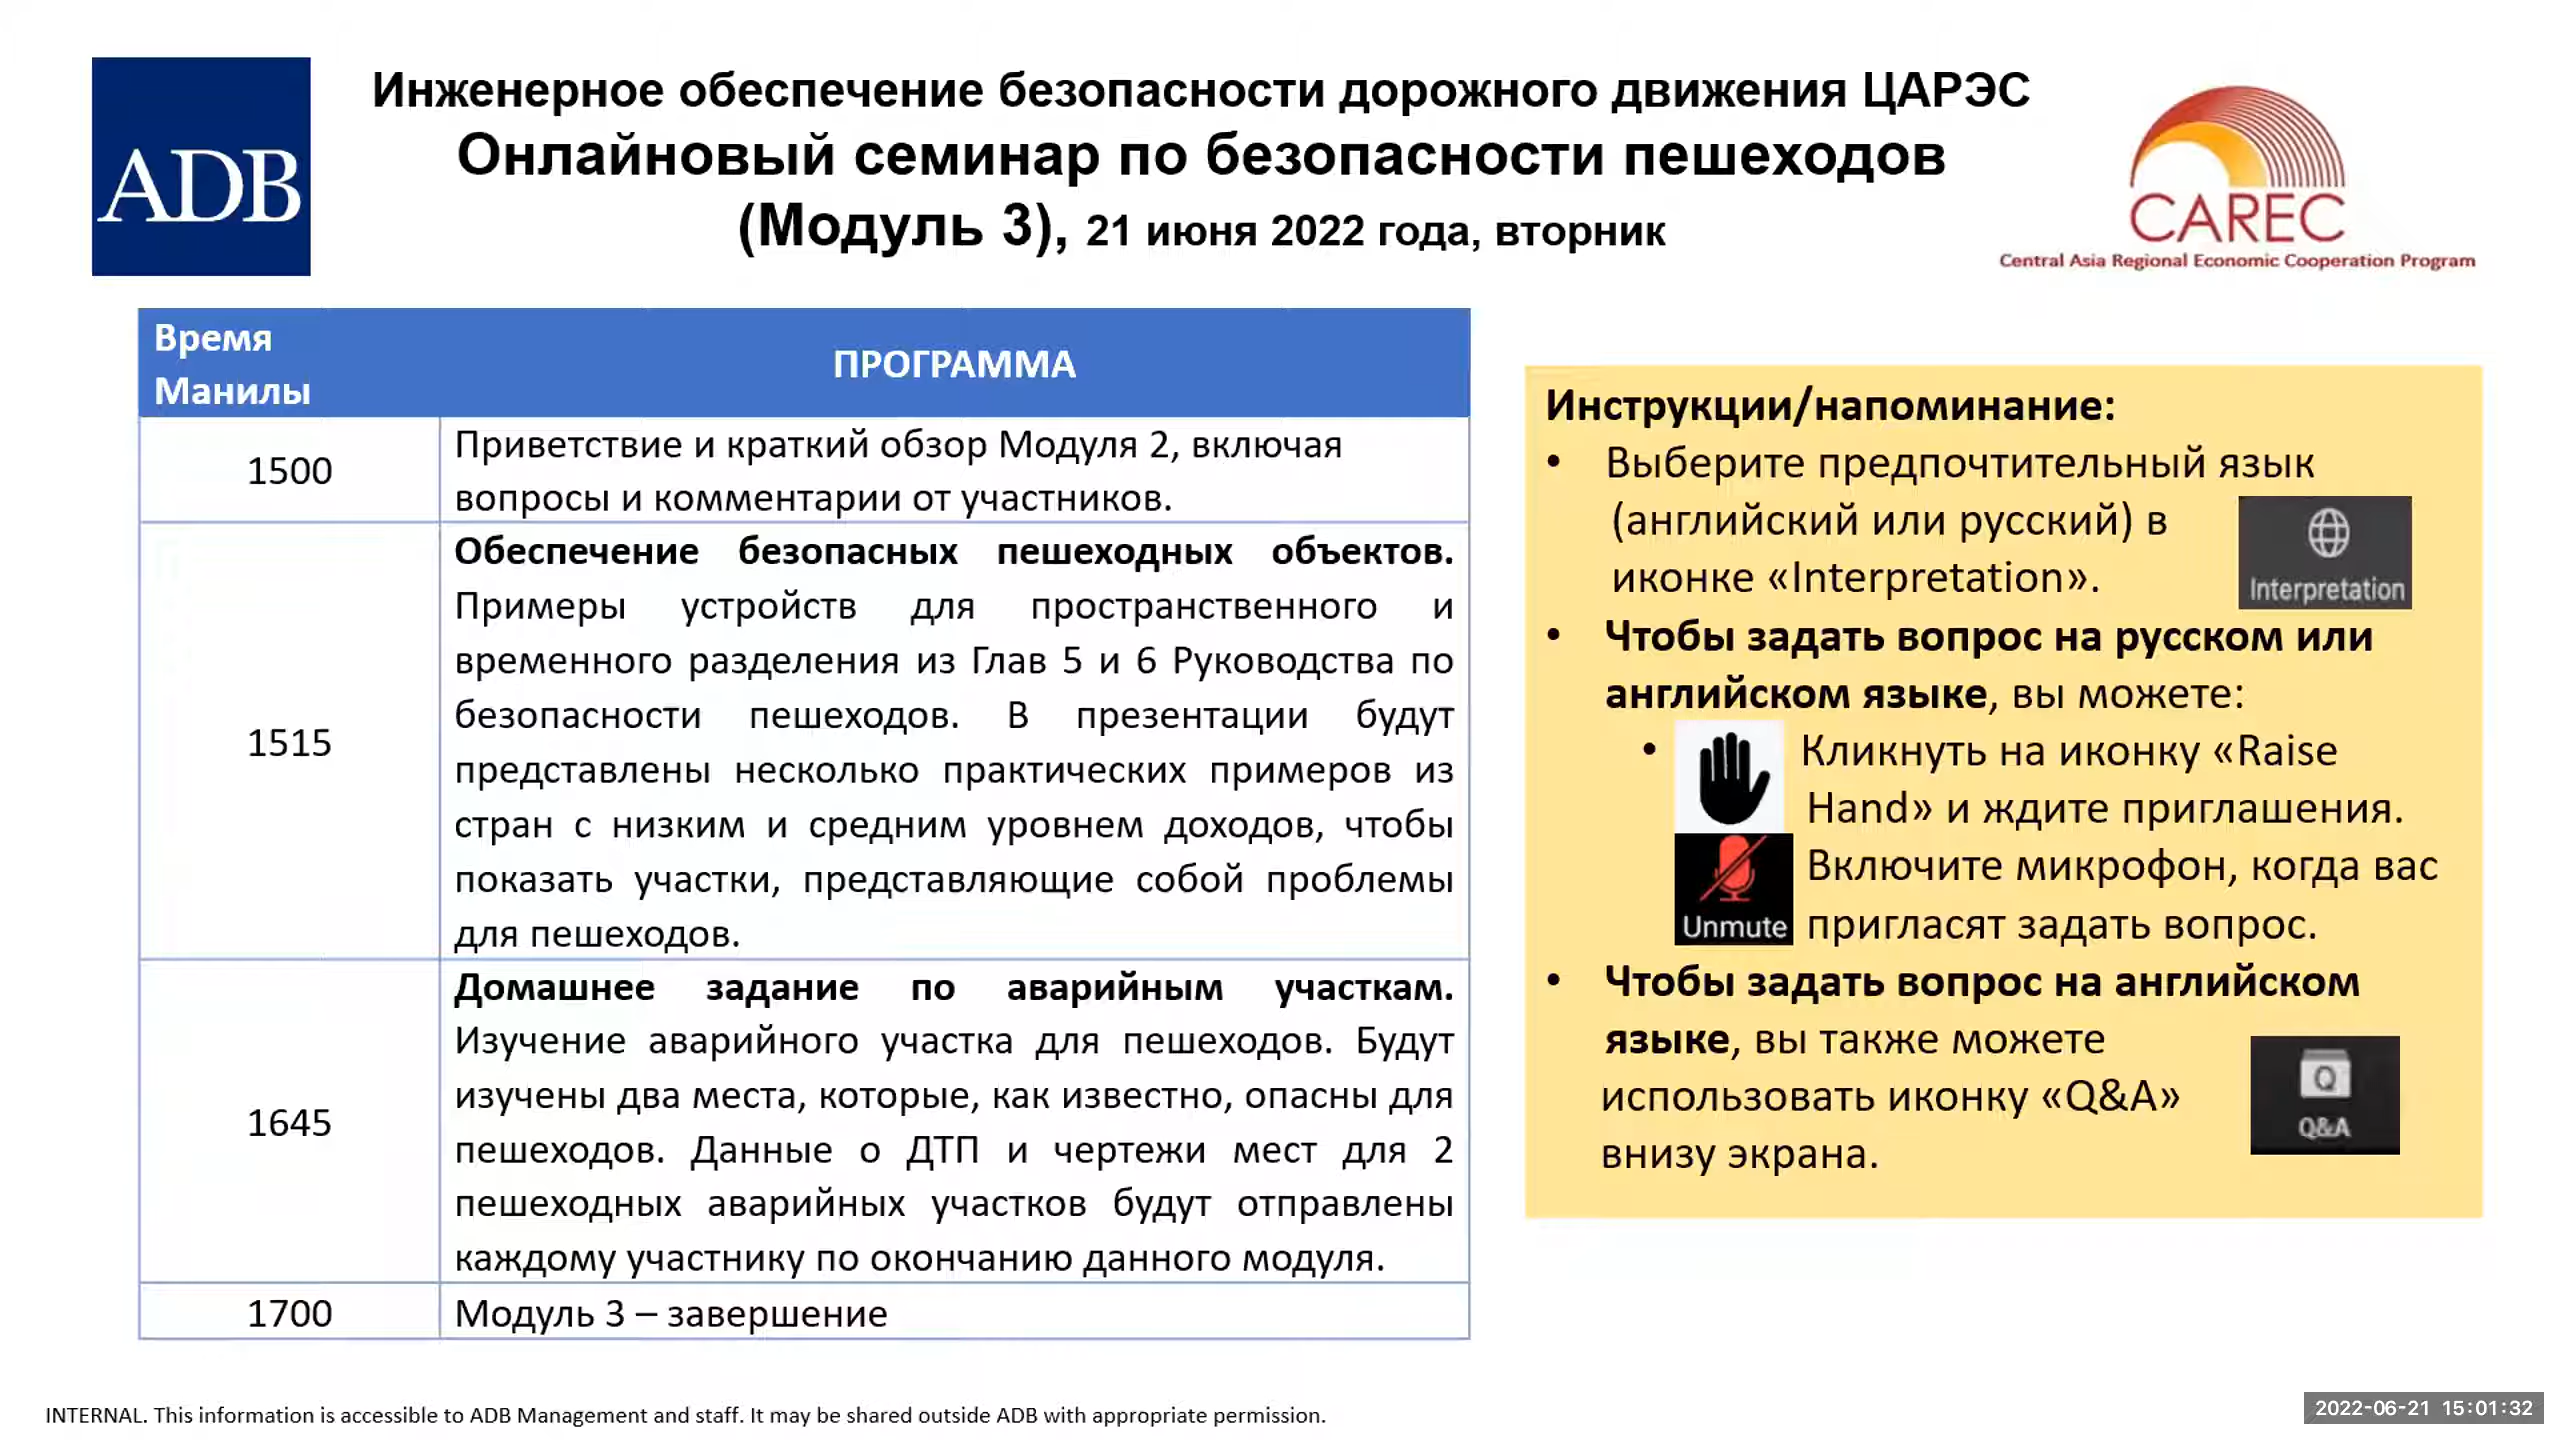 ADB
Инженерное обеспечение безопасности дорожного движения ЦАРЭС
Онлайновый семинар по безопасности пешеходов
(Модуль 3), 21 июня 2022 года, вторник
CAREC
Central Asia Regional Economic Cooperation Program
Время
Манилы
ПРОГРАММА
1500
Приветствие и краткий обзор Модуля 2, включая
вопросы и комментарии от участников.
1515
Обеспечение безопасных пешеходных объектов.
Примеры устройств для пространственного и
временного разделения из Глав 5 и 6 Руководства по
безопасности пешеходов. В презентации будут
представлены несколько практических примеров из
стран с низким и средним уровнем доходов, чтобы
показать участки, представляющие собой проблемы
для пешеходов.
1645
Домашнее задание по аварийным участкам.
Изучение аварийного участка для пешеходов. Будут
изучены два места, которые, как известно, опасны для
пешеходов. Данные о ДТП и чертежи мест для 2
пешеходных аварийных участков будут отправлены
каждому участнику по окончанию данного модуля.
1700
Модуль 3 – завершение
Инструкции/напоминание:
• Выберите предпочтительный язык
(английский или русский) в
иконке «Interpretation».
Interpretation
• Чтобы задать вопрос на русском или
английском языке, вы можете:
• Кликнуть на иконку «Raise
Hand» и ждите приглашения.
Включите микрофон, когда вас
Unmute пригласят задать вопрос.
• Чтобы задать вопрос на английском
языке, вы также можете
использовать иконку «Q&A»
внизу экрана.
Q
Q&A
INTERNAL. This information is accessible to ADB Management and staff. It may be shared outside ADB with appropriate permission.
2022-06-21 15:01:32